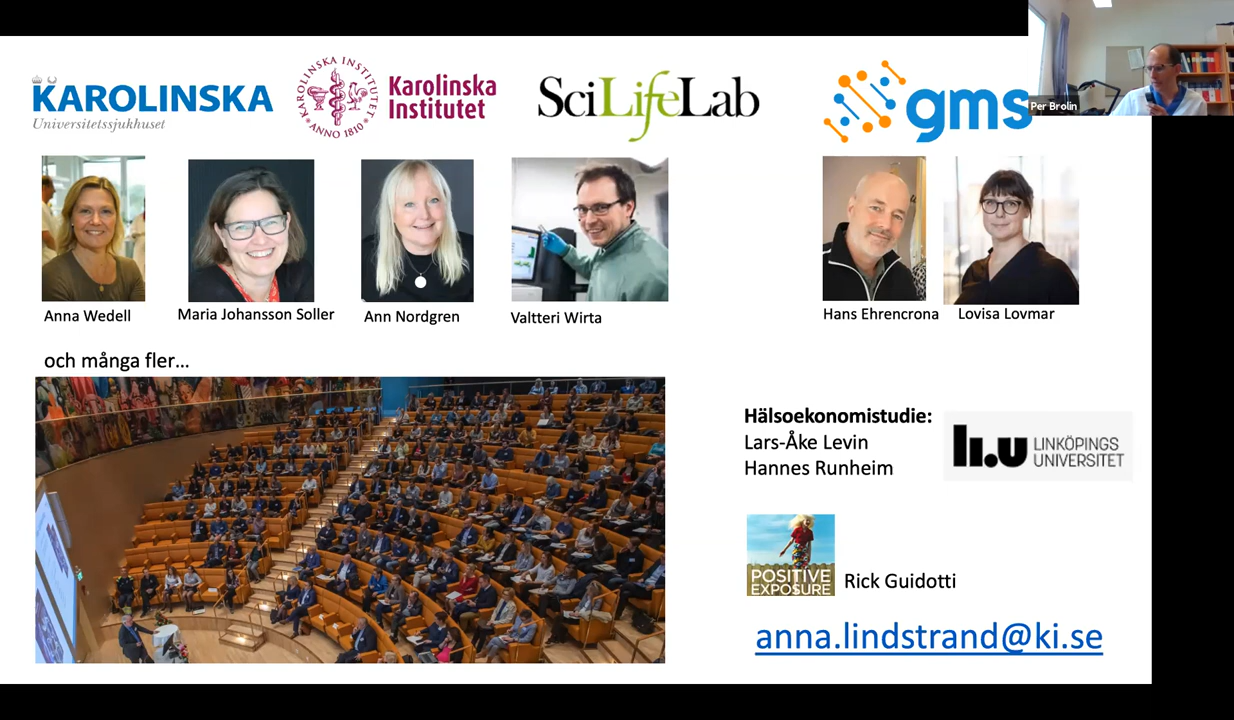 KAROLINSKA
Universitetssjukhuset
KAROLINSKA INSTITUTET
ANNO 1810
Karolinska
Institutet
SciLifeLab
gms
Per Brolin
Anna Wedell
Maria Johansson Soller
Ann Nordgren
Valtteri Wirta
Hans Ehrencrona
Lovisa Lovmar
och många fler...
Hälsoekonomistudie:
Lars-Åke Levin
Hannes Runheim
li.u LINKÖPINGS
UNIVERSITET
POSITIVE
EXPOSURE
Rick Guidotti
anna.lindstrand@ki.se